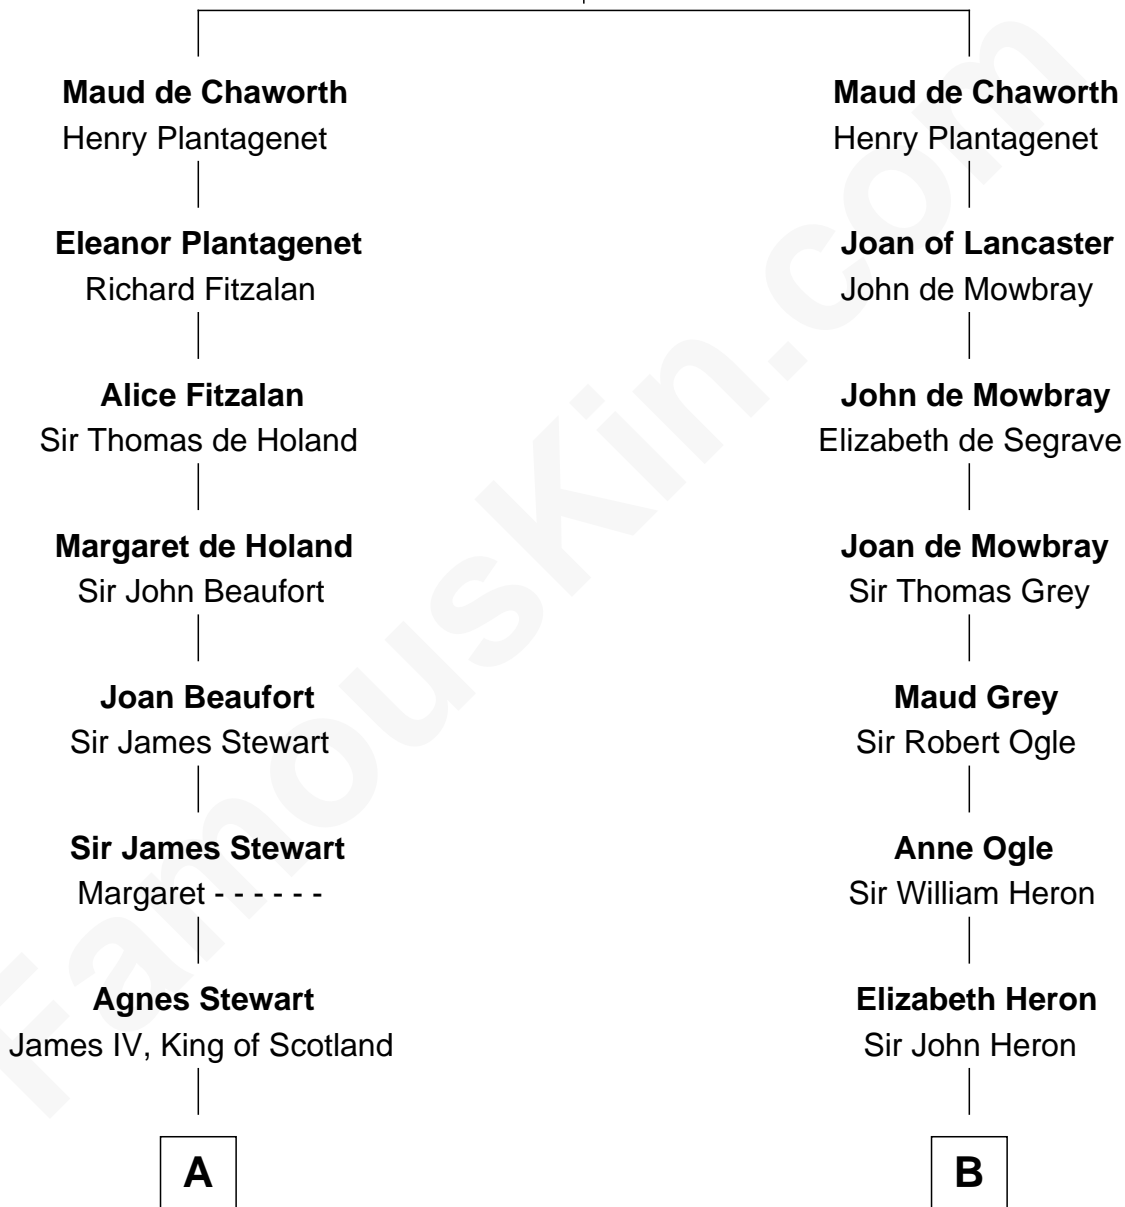 Maud de Chaworth
Henry Plantagenet
Eleanor Plantagenet
Richard Fitzalan
Alice Fitzalan
Sir Thomas de Holand
Margaret de Holand
Sir John Beaufort
Joan Beaufort
Sir James Stewart
Sir James Stewart
Margaret - - - - - -
Agnes Stewart
James IV, King of Scotland
A
Maud de Chaworth
Henry Plantagenet
Joan of Lancaster
John de Mowbray
John de Mowbray
Elizabeth de Segrave
Joan de Mowbray
Sir Thomas Grey
Maud Grey
Sir Robert Ogle
Anne Ogle
Sir William Heron
Elizabeth Heron
Sir John Heron
B
FamousKin.com